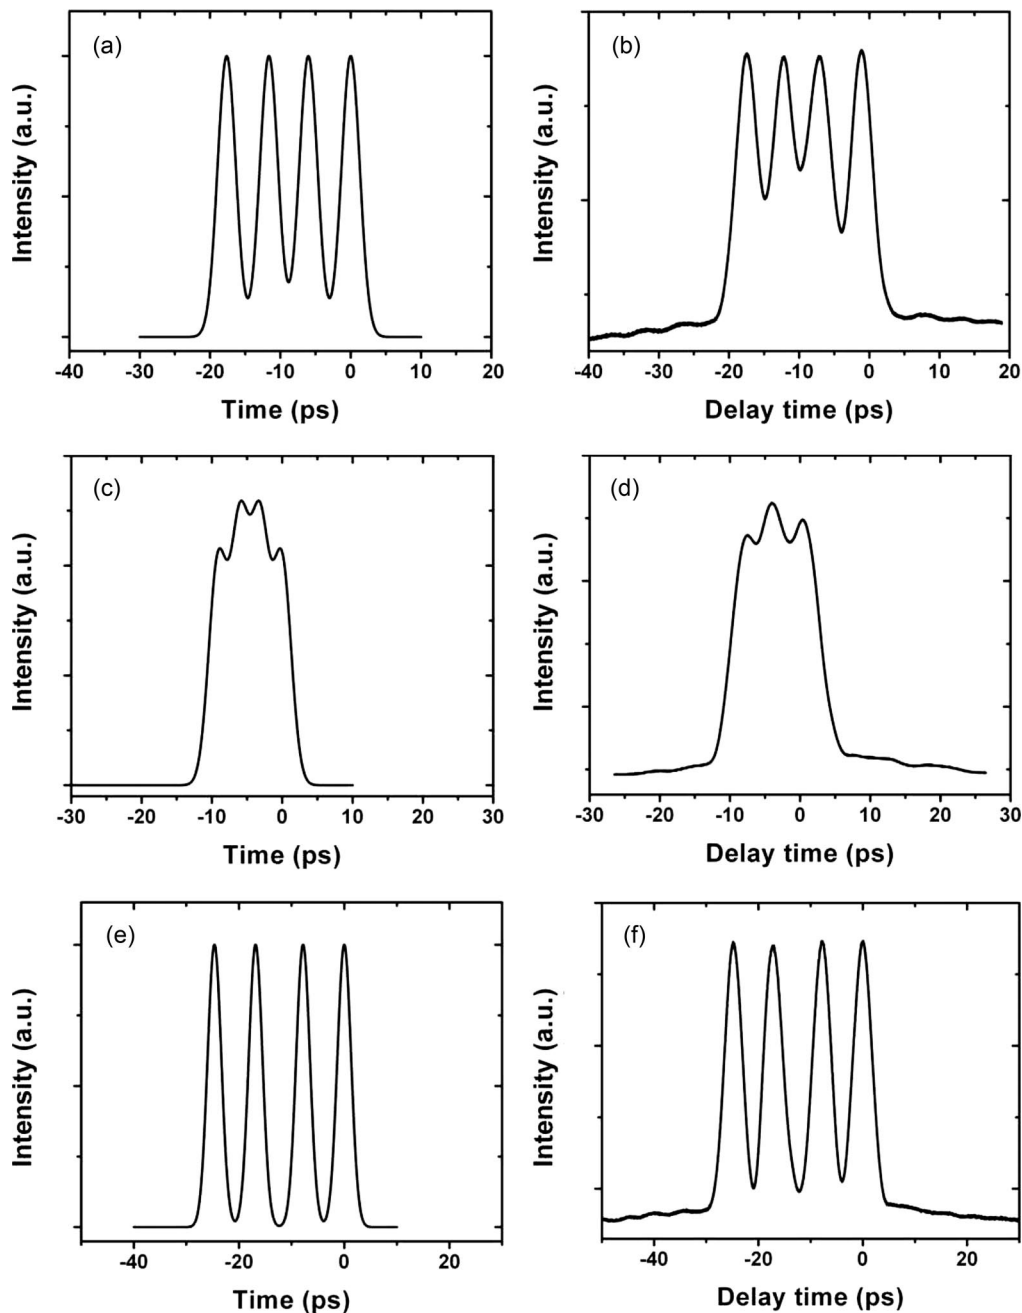 (a)
Intensity (a.u.)
-40 -30 -20 -10 0 10 20
Time (ps)
(b)
Intensity (a.u.)
-40 -30 -20 -10 0 10 20
Delay time (ps)
(c)
Intensity (a.u.)
-30 -20 -10 0 10 20 30
Time (ps)
(d)
Intensity (a.u.)
-30 -20 -10 0 10 20 30
Delay time (ps)
(e)
Intensity (a.u.)
-40 -20 0 20
Time (ps)
(f)
Intensity (a.u.)
-40 -20 0 20
Delay time (ps)